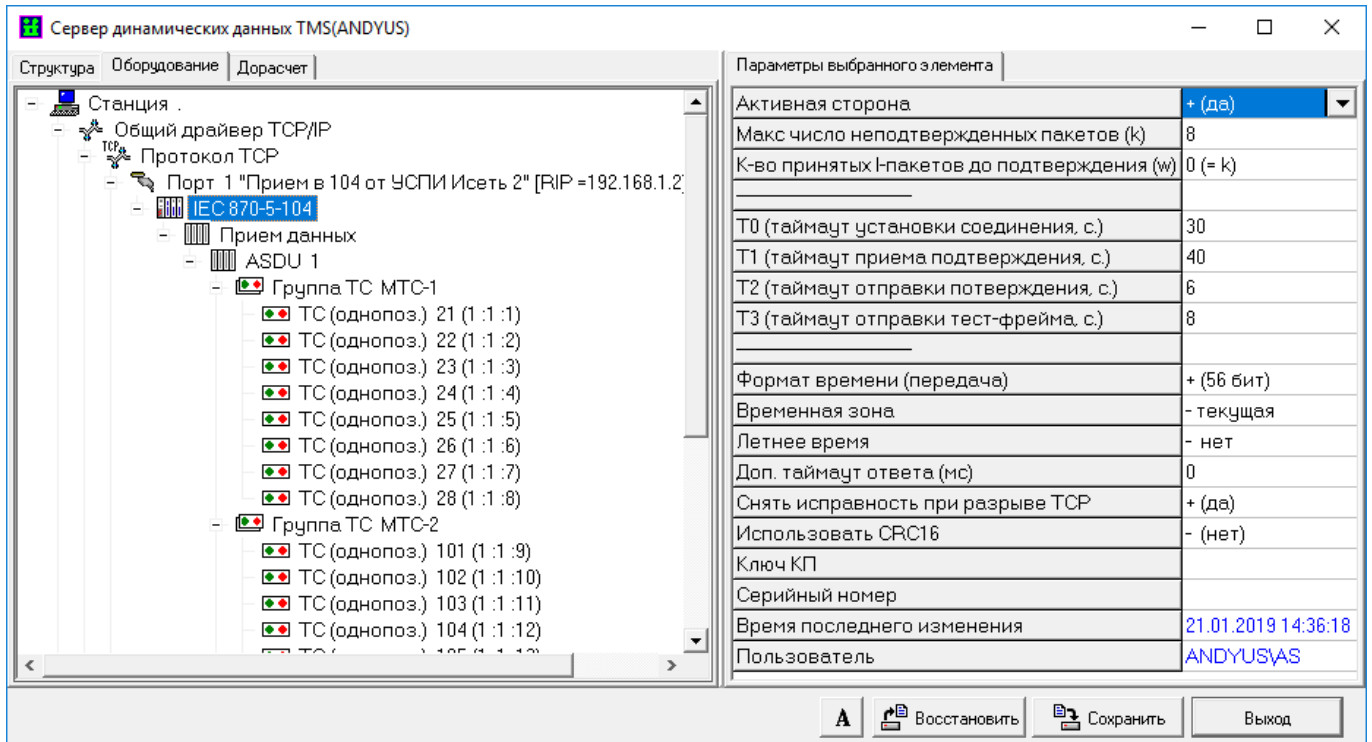 Сервер динамических данных TMS(ANDYUS)
Структура Оборудование Дорасчет
Станция .
Общий драйвер TCP/IP
TCP Протокол TCP
Порт 1 "Прием в 104 от УСПИ Исеть 2" [RIP =192.168.1.2]
IEC 870-5-104
Прием данных
ASDU 1
Группа ТС МТС-1
ТС (однопоз.) 21 (1 :1 :1)
ТС (однопоз.) 22 (1 :1 :2)
ТС (однопоз.) 23 (1 :1 :3)
ТС (однопоз.) 24 (1 :1 :4)
ТС (однопоз.) 25 (1 :1 :5)
ТС (однопоз.) 26 (1 :1 :6)
ТС (однопоз.) 27 (1 :1 :7)
ТС (однопоз.) 28 (1 :1 :8)
Группа ТС МТС-2
ТС (однопоз.) 101 (1 :1 :9)
ТС (однопоз.) 102 (1 :1 :10)
ТС (однопоз.) 103 (1 :1 :11)
ТС (однопоз.) 104 (1 :1 :12)
Параметры выбранного элемента
Активная сторона + (да)
Макс число неподтвержденных пакетов (k) 8
К-во принятых I-пакетов до подтверждения (w) 0 (= k)
T0 (таймаут установки соединения, с.) 30
T1 (таймаут приема подтверждения, с.) 40
T2 (таймаут отправки потверждения, с.) 6
T3 (таймаут отправки тест-фрейма, с.) 8
Формат времени (передача) + (56 бит)
Временная зона - текущая
Летнее время - нет
Доп. таймаут ответа (мс) 0
Снять исправность при разрыве TCP + (да)
Использовать CRC16 - (нет)
Ключ КП
Серийный номер
Время последнего изменения 21.01.2019 14:36:18
Пользователь ANDYUS\AS
A Восстановить Сохранить Выход